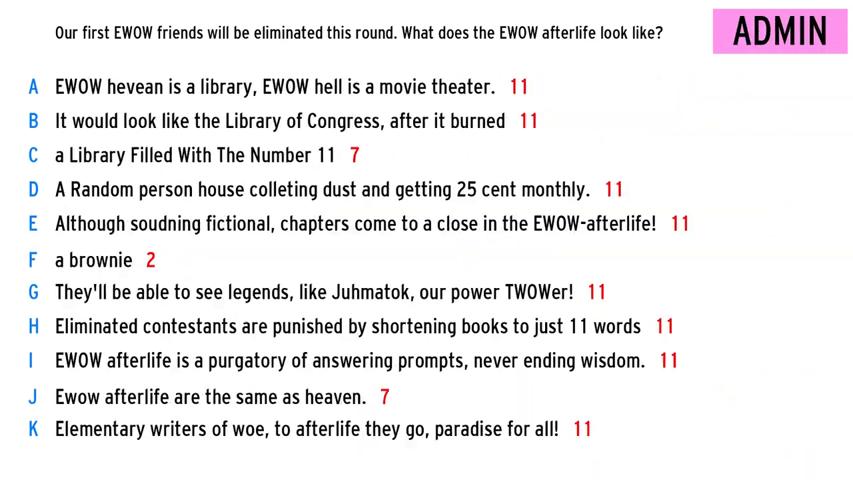 Our first EWOW friends will be eliminated this round. What does the EWOW afterlife look like?
ADMIN
A EWOW hevean is a library, EWOW hell is a movie theater. 11
B It would look like the Library of Congress, after it burned 11
C a Library Filled With The Number 11 7
D A Random person house colleting dust and getting 25 cent monthly. 11
E Although soudning fictional, chapters come to a close in the EWOW-afterlife! 11
F a brownie 2
G They'll be able to see legends, like Juhmatok, our power TWOWer! 11
H Eliminated contestants are punished by shortening books to just 11 words 11
I EWOW afterlife is a purgatory of answering prompts, never ending wisdom. 11
J Ewow afterlife are the same as heaven. 7
K Elementary writers of woe, to afterlife they go, paradise for all! 11